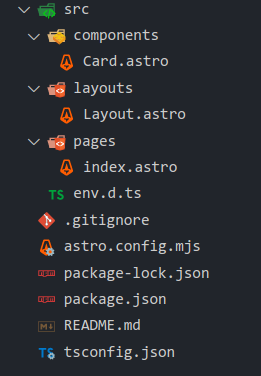 src
components
Card.astro
layouts
Layout.astro
pages
index.astro
TS env.d.ts
.gitignore
astro.config.mjs
package-lock.json
package.json
README.md
TS tsconfig.json